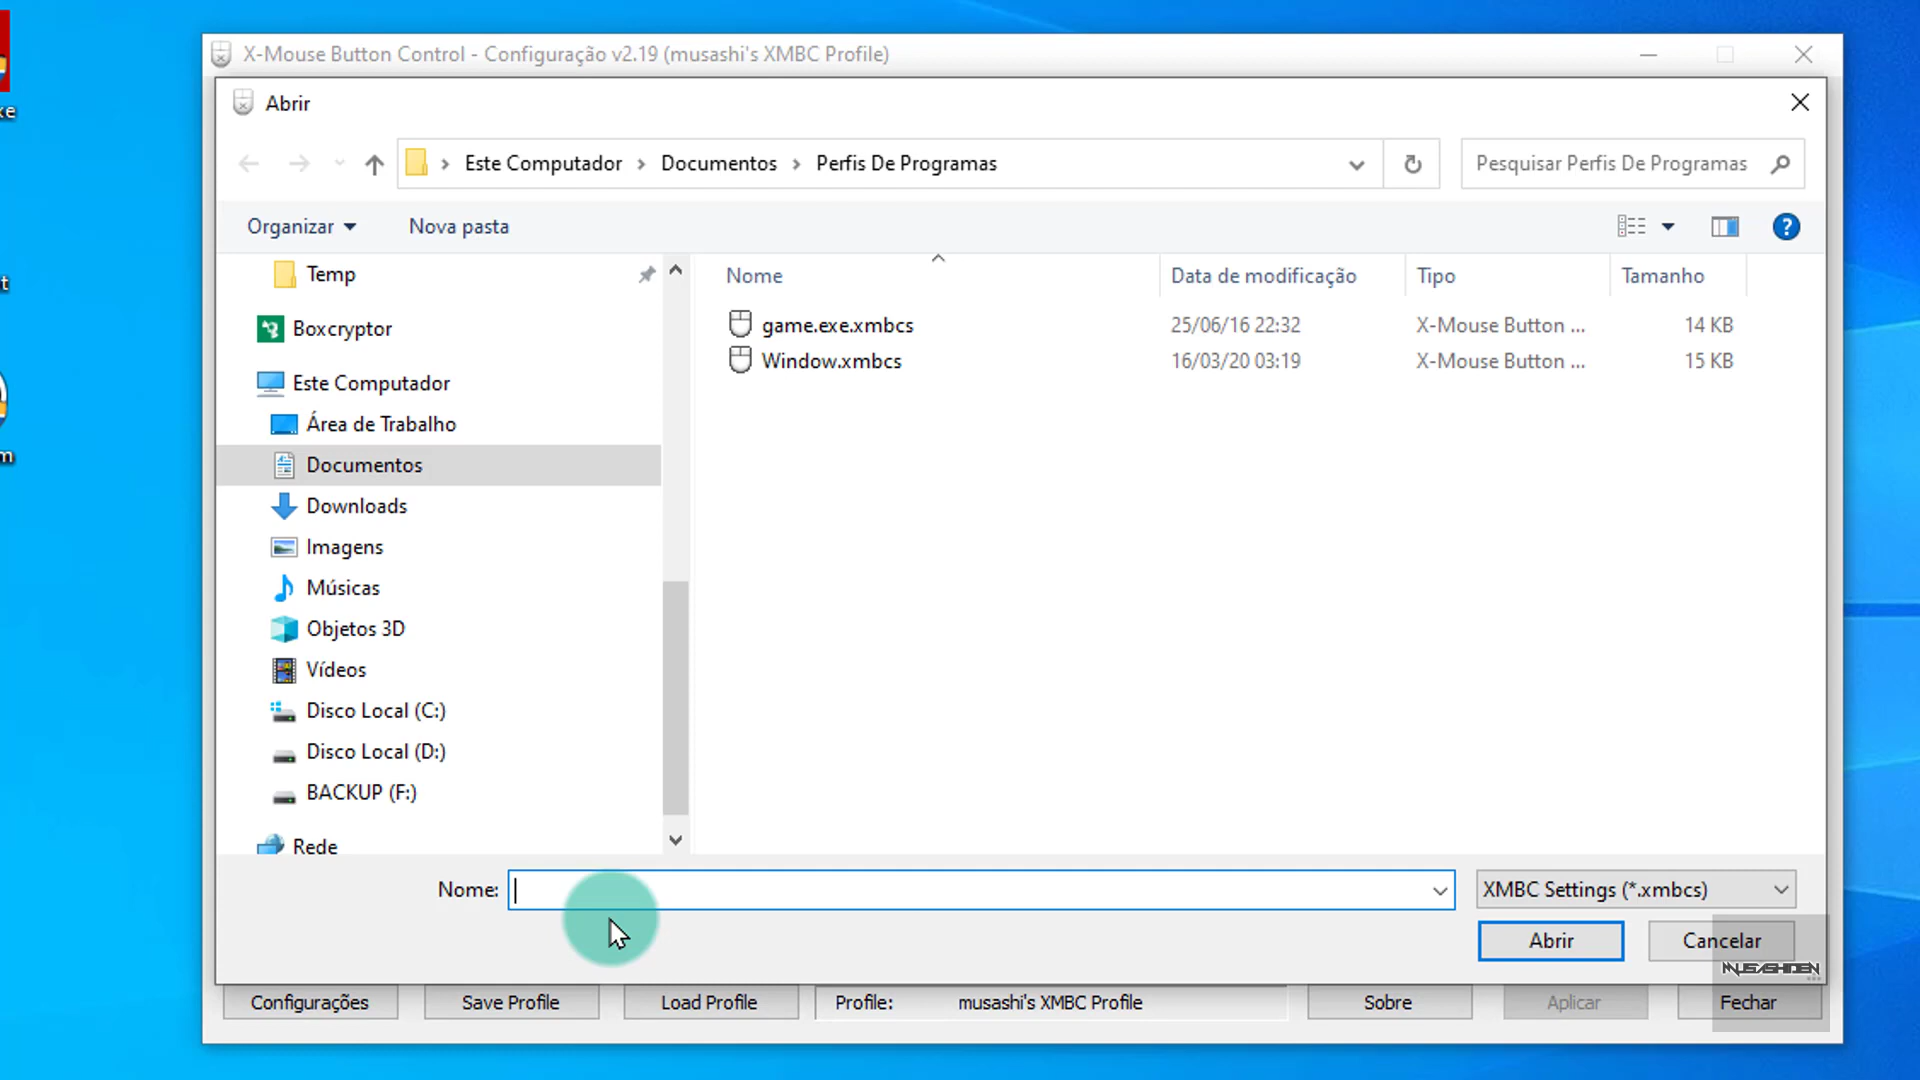 X-Mouse Button Control - Configuração v2.19 (musashi's XMBC Profile)
Abrir
Este Computador > Documentos > Perfis De Programas
Pesquisar Perfis De Programas
Organizar
Nova pasta
Nome
Data de modificação
Tipo
Tamanho
game.exe.xmbcs 25/06/16 22:32 X-Mouse Button ... 14 KB
Window.xmbcs 16/03/20 03:19 X-Mouse Button ... 15 KB
Temp
Boxcryptor
Este Computador
Área de Trabalho
Documentos
Downloads
Imagens
Músicas
Objetos 3D
Vídeos
Disco Local (C:)
Disco Local (D:)
BACKUP (F:)
Rede
Nome:
XMBC Settings (*.xmbcs)
Abrir
Cancelar
MUSASHIDEN
Configurações
Save Profile
Load Profile
Profile: musashi's XMBC Profile
Sobre
Aplicar
Fechar
xe
t
m